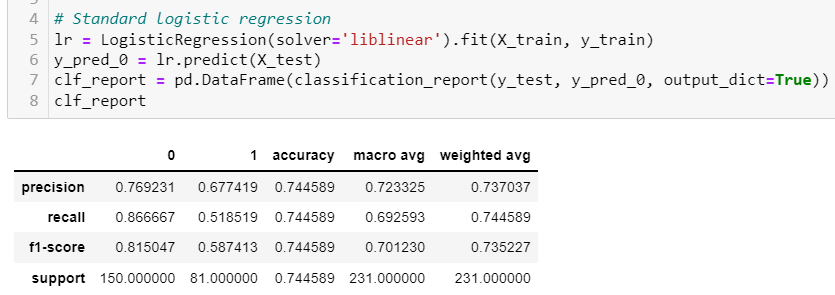 4 # Standard logistic regression
5 lr = LogisticRegression(solver='liblinear').fit(X_train, y_train)
6 y_pred_0 = lr.predict(X_test)
7 clf_report = pd.DataFrame(classification_report(y_test, y_pred_0, output_dict=True))
8 clf_report
0 1 accuracy macro avg weighted avg
precision 0.769231 0.677419 0.744589 0.723325 0.737037
recall 0.866667 0.518519 0.744589 0.692593 0.744589
f1-score 0.815047 0.587413 0.744589 0.701230 0.735227
support 150.000000 81.000000 0.744589 231.000000 231.000000